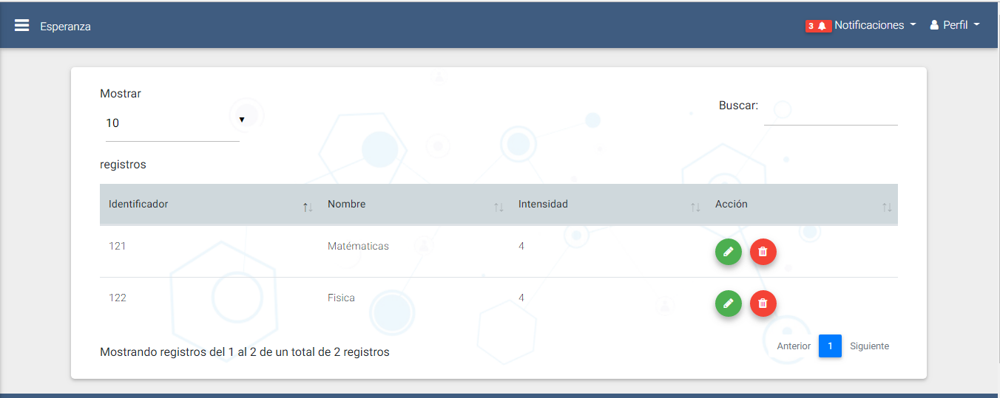 Esperanza
3 Notificaciones Perfil
Mostrar
10
Buscar:
registros
Identificador Nombre Intensidad Acción
121 Matématicas 4
122 Fisica 4
Mostrando registros del 1 al 2 de un total de 2 registros
Anterior 1 Siguiente